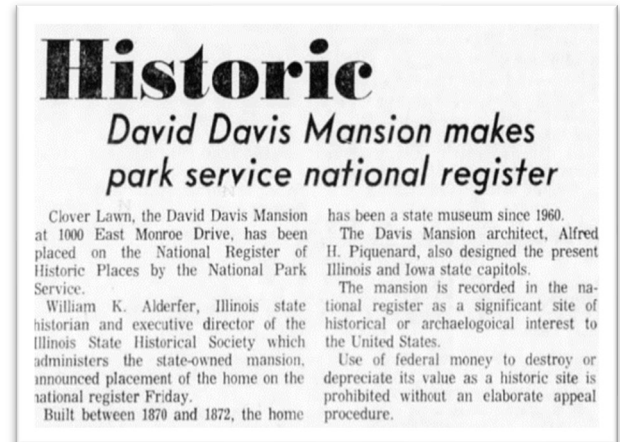 Historic
David Davis Mansion makes
park service national register
Clover Lawn, the David Davis Mansion
at 1000 East Monroe Drive, has been
placed on the National Register of
Historic Places by the National Park
Service.
William K. Alderfer, Illinois state
historian and executive director of the
Illinois State Historical Society which
administers the state-owned mansion,
announced placement of the home on the
national register Friday.
Built between 1870 and 1872, the home
has been a state museum since 1960.
The Davis Mansion architect, Alfred
H. Piquenard, also designed the present
Illinois and Iowa state capitols.
The mansion is recorded in the na-
tional register as a significant site of
historical or archaelogoical interest to
the United States.
Use of federal money to destroy or
depreciate its value as a historic site is
prohibited without an elaborate appeal
procedure.